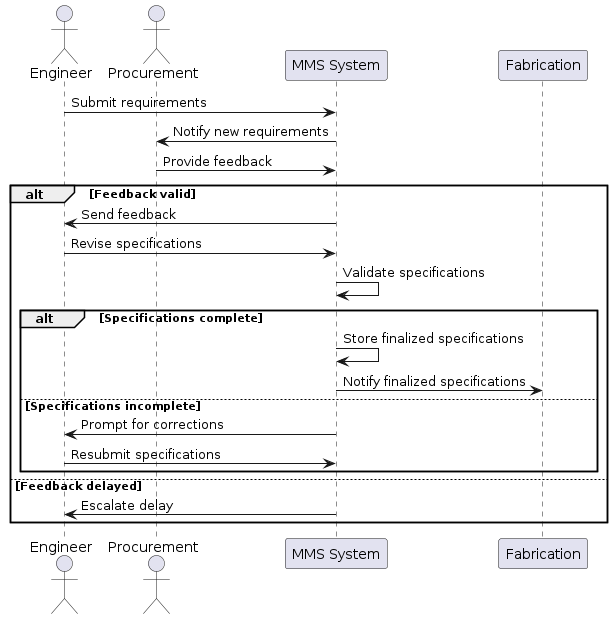 Engineer Procurement MMS System Fabrication
Submit requirements
Notify new requirements
Provide feedback
alt [Feedback valid]
Send feedback
Revise specifications
Validate specifications
alt [Specifications complete]
Store finalized specifications
Notify finalized specifications
[Specifications incomplete]
Prompt for corrections
Resubmit specifications
[Feedback delayed]
Escalate delay
Engineer Procurement MMS System Fabrication